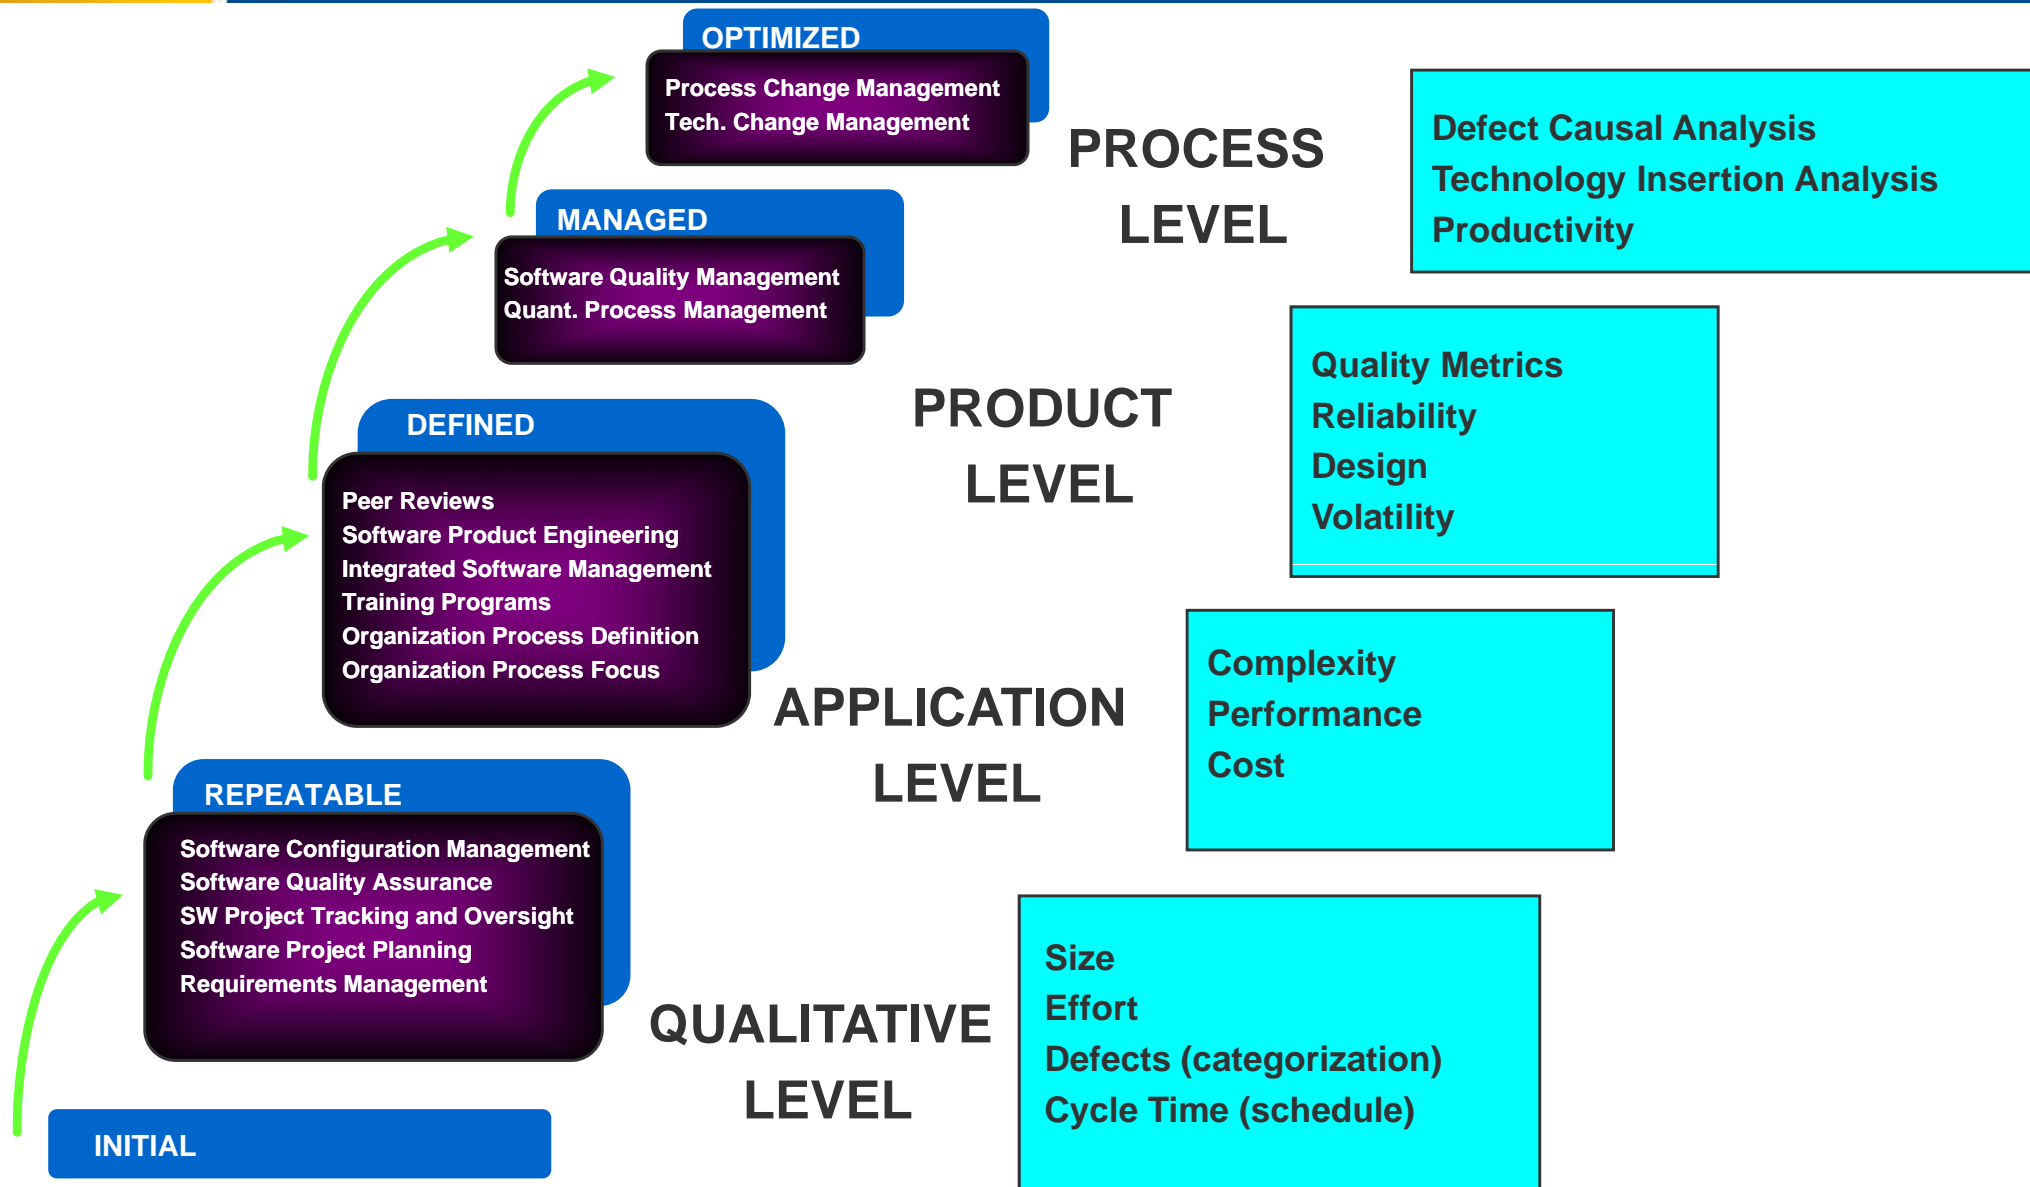 OPTIMIZED
Process Change Management
Tech. Change Management
PROCESS
LEVEL
Defect Causal Analysis
Technology Insertion Analysis
Productivity
MANAGED
Software Quality Management
Quant. Process Management
PRODUCT
LEVEL
Quality Metrics
Reliability
Design
Volatility
DEFINED
Peer Reviews
Software Product Engineering
Integrated Software Management
Training Programs
Organization Process Definition
Organization Process Focus
APPLICATION
LEVEL
Complexity
Performance
Cost
REPEATABLE
Software Configuration Management
Software Quality Assurance
SW Project Tracking and Oversight
Software Project Planning
Requirements Management
QUALITATIVE
LEVEL
Size
Effort
Defects (categorization)
Cycle Time (schedule)
INITIAL